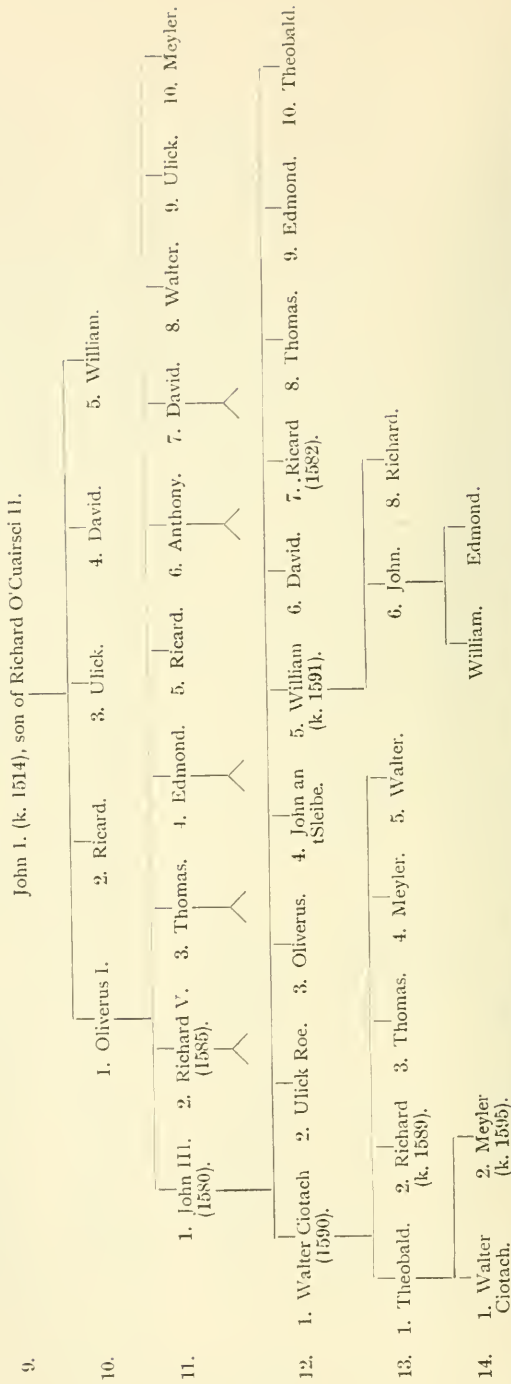 9. John I. (k. 1514), son of Richard O'Cuairsci II.
10. 1. Oliverus I. 2. Ricard. 3. Ulick. 4. David. 5. William.
11. 1. John III. (1580). 2. Richard V. (1585). 3. Thomas. 4. Edmond. 5. Ricard. 6. Anthony. 7. David. 8. Walter. 9. Ulick. 10. Meyler.
12. 1. Walter Ciotach (1590). 2. Ulick Roe. 3. Oliverus. 4. John an tSleibe. 5. William (k. 1591). 6. David. 7. Ricard (1582). 8. Thomas. 9. Edmond. 10. Theobald.
13. 1. Theobald. 2. Richard (k. 1589). 3. Thomas. 4. Meyler. 5. Walter. 6. John. 8. Richard.
14. 1. Walter Ciotach. 2. Meyler (k. 1595). William. Edmond.